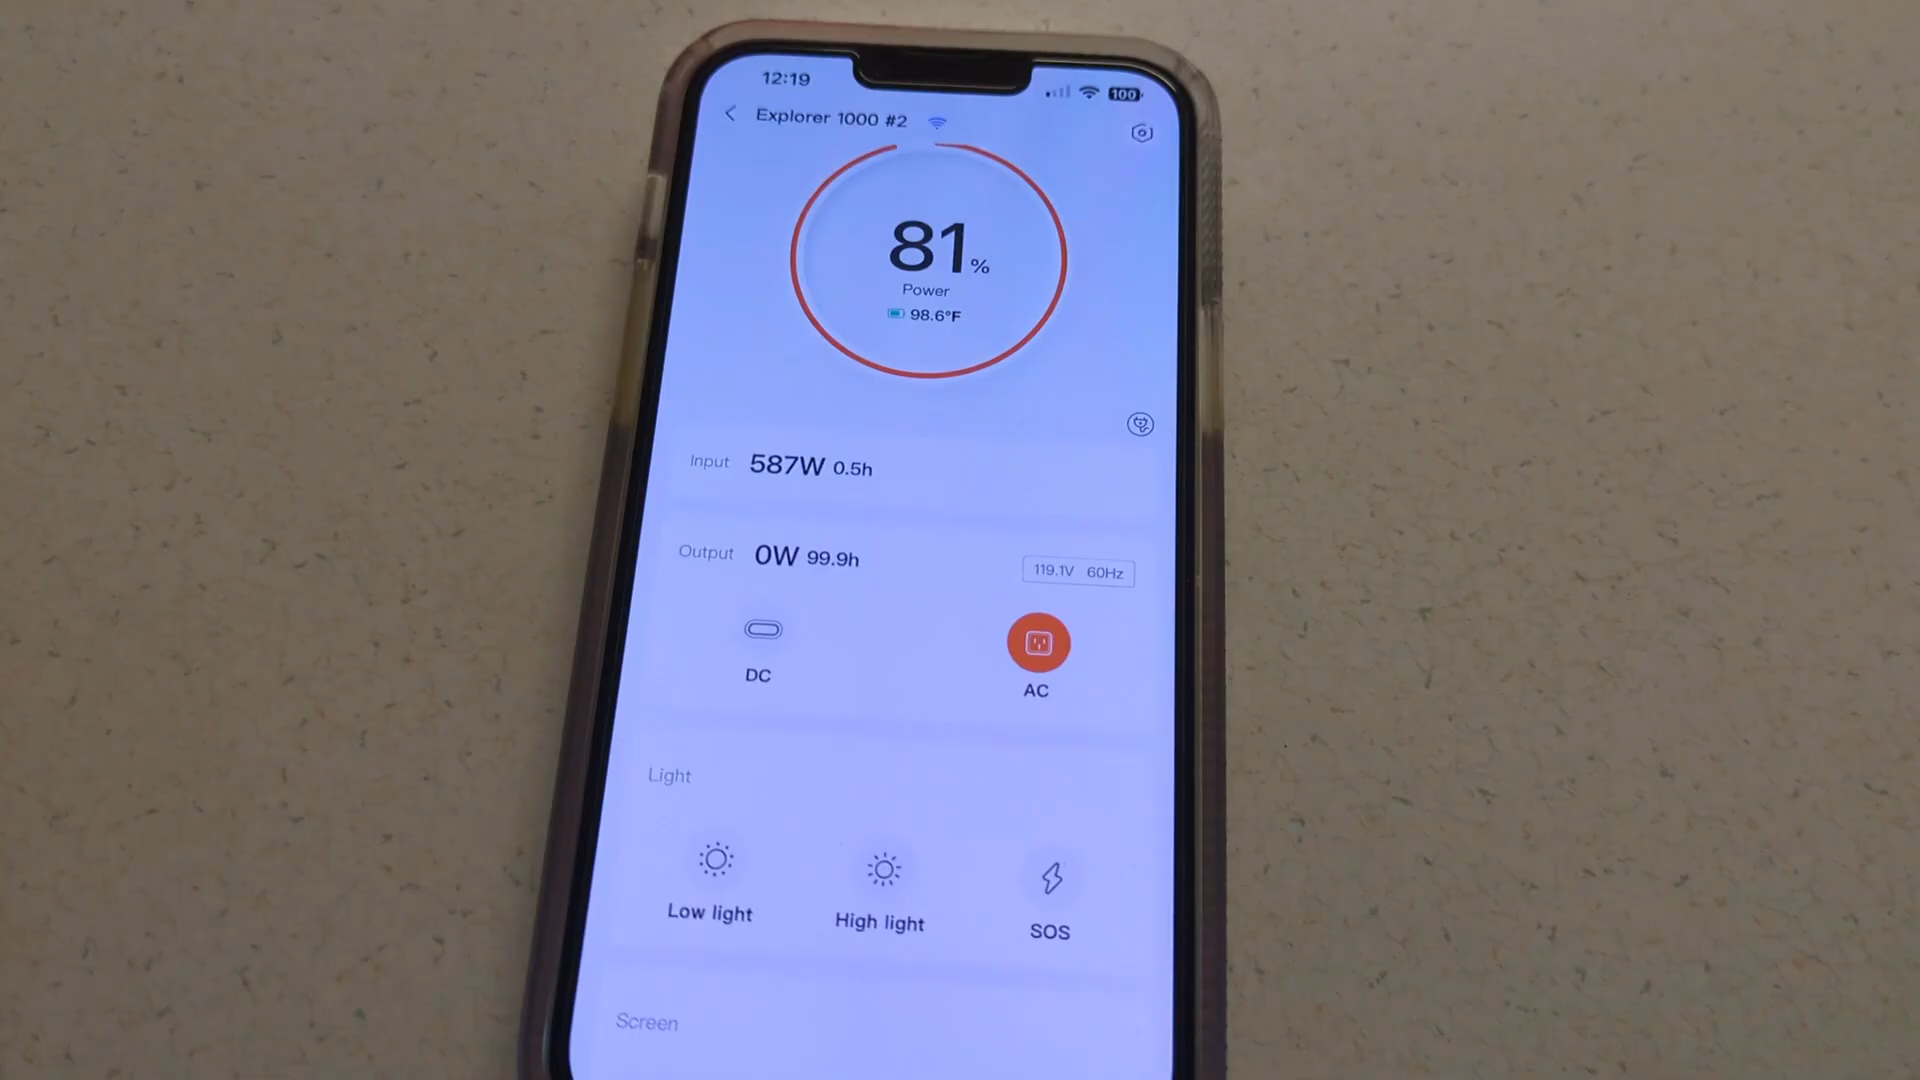 12:19
100
Explorer 1000 #2
81%
Power
98.6°F
Input 587W 0.5h
Output 0W 99.9h 119.1V 60Hz
DC AC
Light
Low light High light SOS
Screen